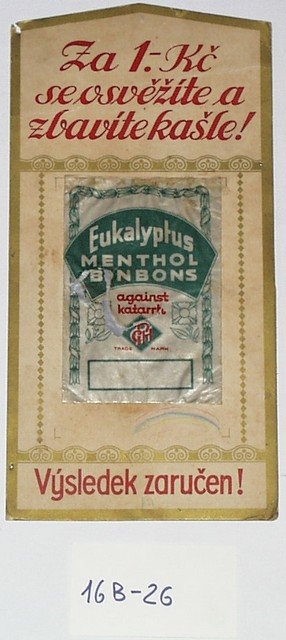 Za 1.- Kč
se osvěžíte a
zbavíte kašle!
Eukalyptus
MENTHOL
BONBONS
against
katarrh
TRADE MARK
Výsledek zaručen!
16B-26